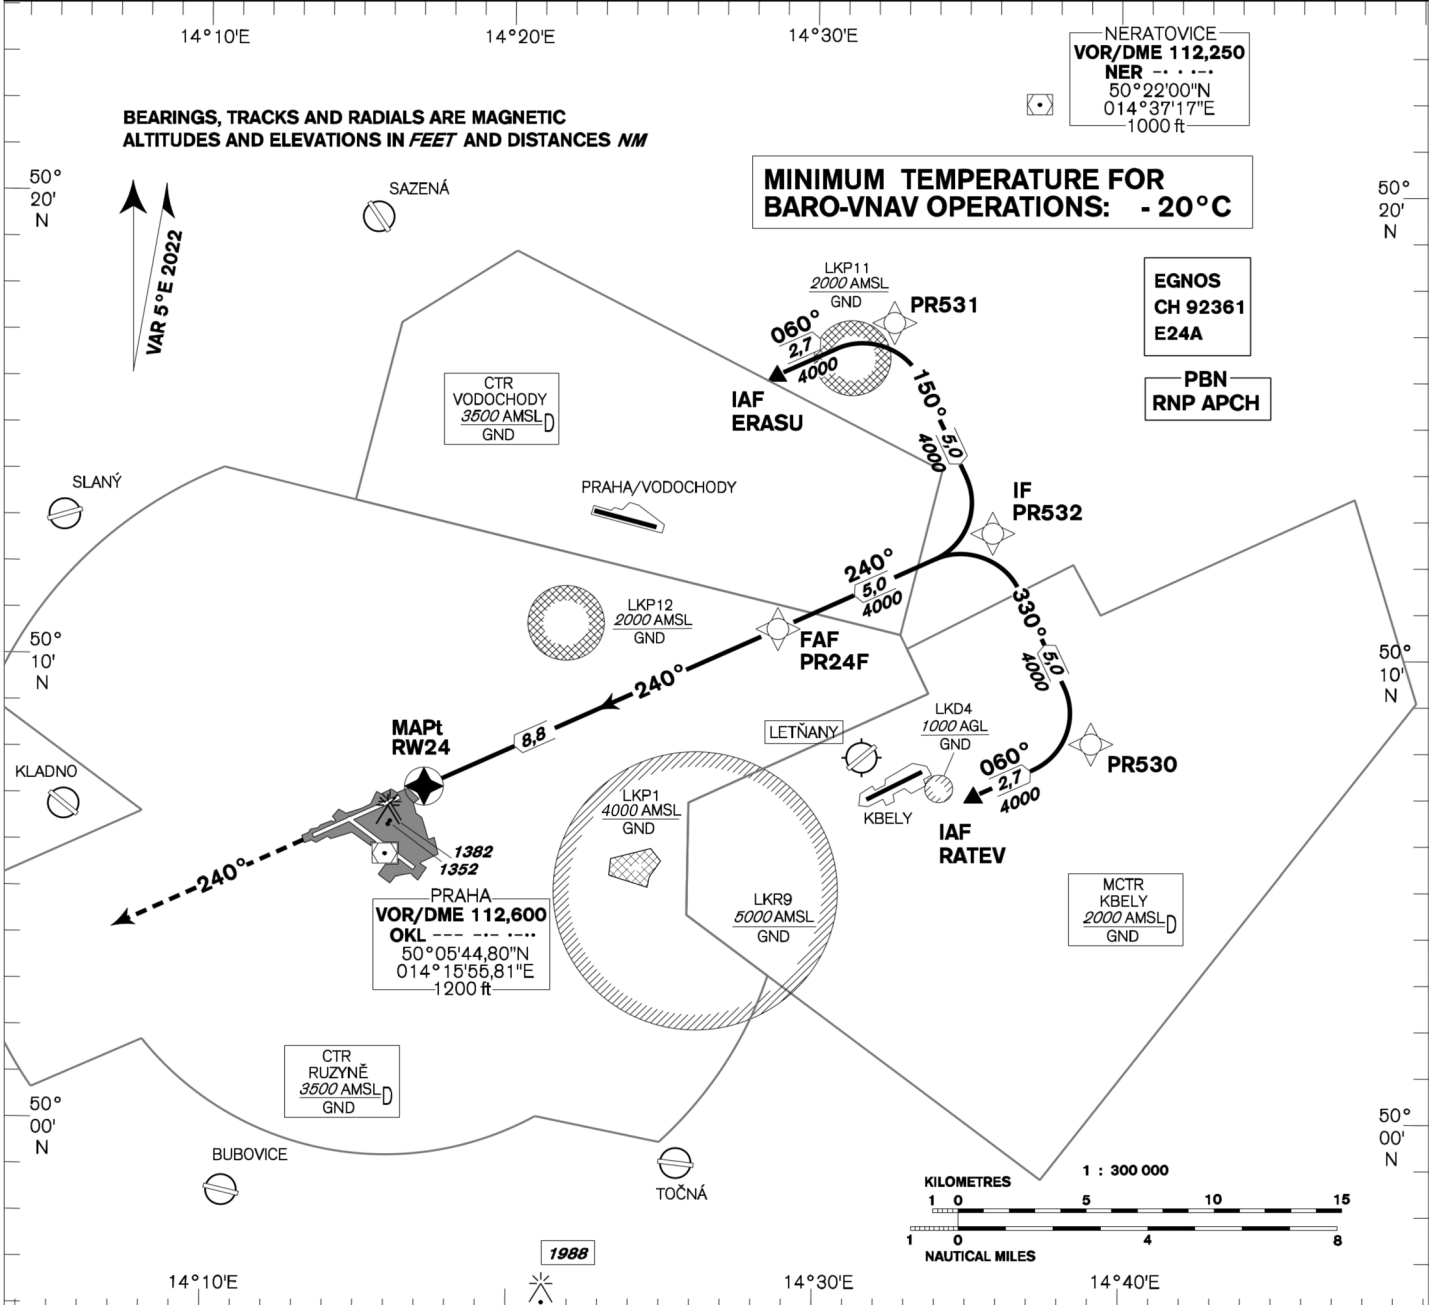 14°10'E
14°20'E
14°30'E
NERATOVICE
VOR/DME 112,250
NER
50°22'00"N
014°37'17"E
1000 ft
BEARINGS, TRACKS AND RADIALS ARE MAGNETIC
ALTITUDES AND ELEVATIONS IN FEET AND DISTANCES NM
MINIMUM TEMPERATURE FOR
BARO-VNAV OPERATIONS: - 20°C
50°
20'
N
50°
20'
N
VAR 5°E 2022
SAZENÁ
EGNOS
CH 92361
E24A
PBN
RNP APCH
LKP11
2000 AMSL
GND
PR531
060°
2,7
4000
IAF
ERASU
150°
5,0
4000
CTR
VODOCHODY
3500 AMSL D
GND
SLANÝ
PRAHA/VODOCHODY
IF
PR532
240°
5,0
4000
LKP12
2000 AMSL
GND
FAF
PR24F
330°
5,0
4000
50°
10'
N
50°
10'
N
240°
8,8
MAPt
RW24
LETŇANY
LKD4
1000 AGL
GND
060°
2,7
4000
PR530
KLADNO
KBELY
IAF
RATEV
LKP1
4000 AMSL
GND
1382
1352
240°
PRAHA
VOR/DME 112,600
OKL
50°05'44,80"N
014°15'55,81"E
1200 ft
LKR9
5000 AMSL
GND
MCTR
KBELY
2000 AMSL D
GND
CTR
RUZYNĚ
3500 AMSL D
GND
50°
00'
N
50°
00'
N
BUBOVICE
TOČNÁ
1 : 300 000
KILOMETRES
1 0 5 10 15
1 0 4 8
NAUTICAL MILES
1988
14°10'E
14°20'E
14°30'E
14°40'E